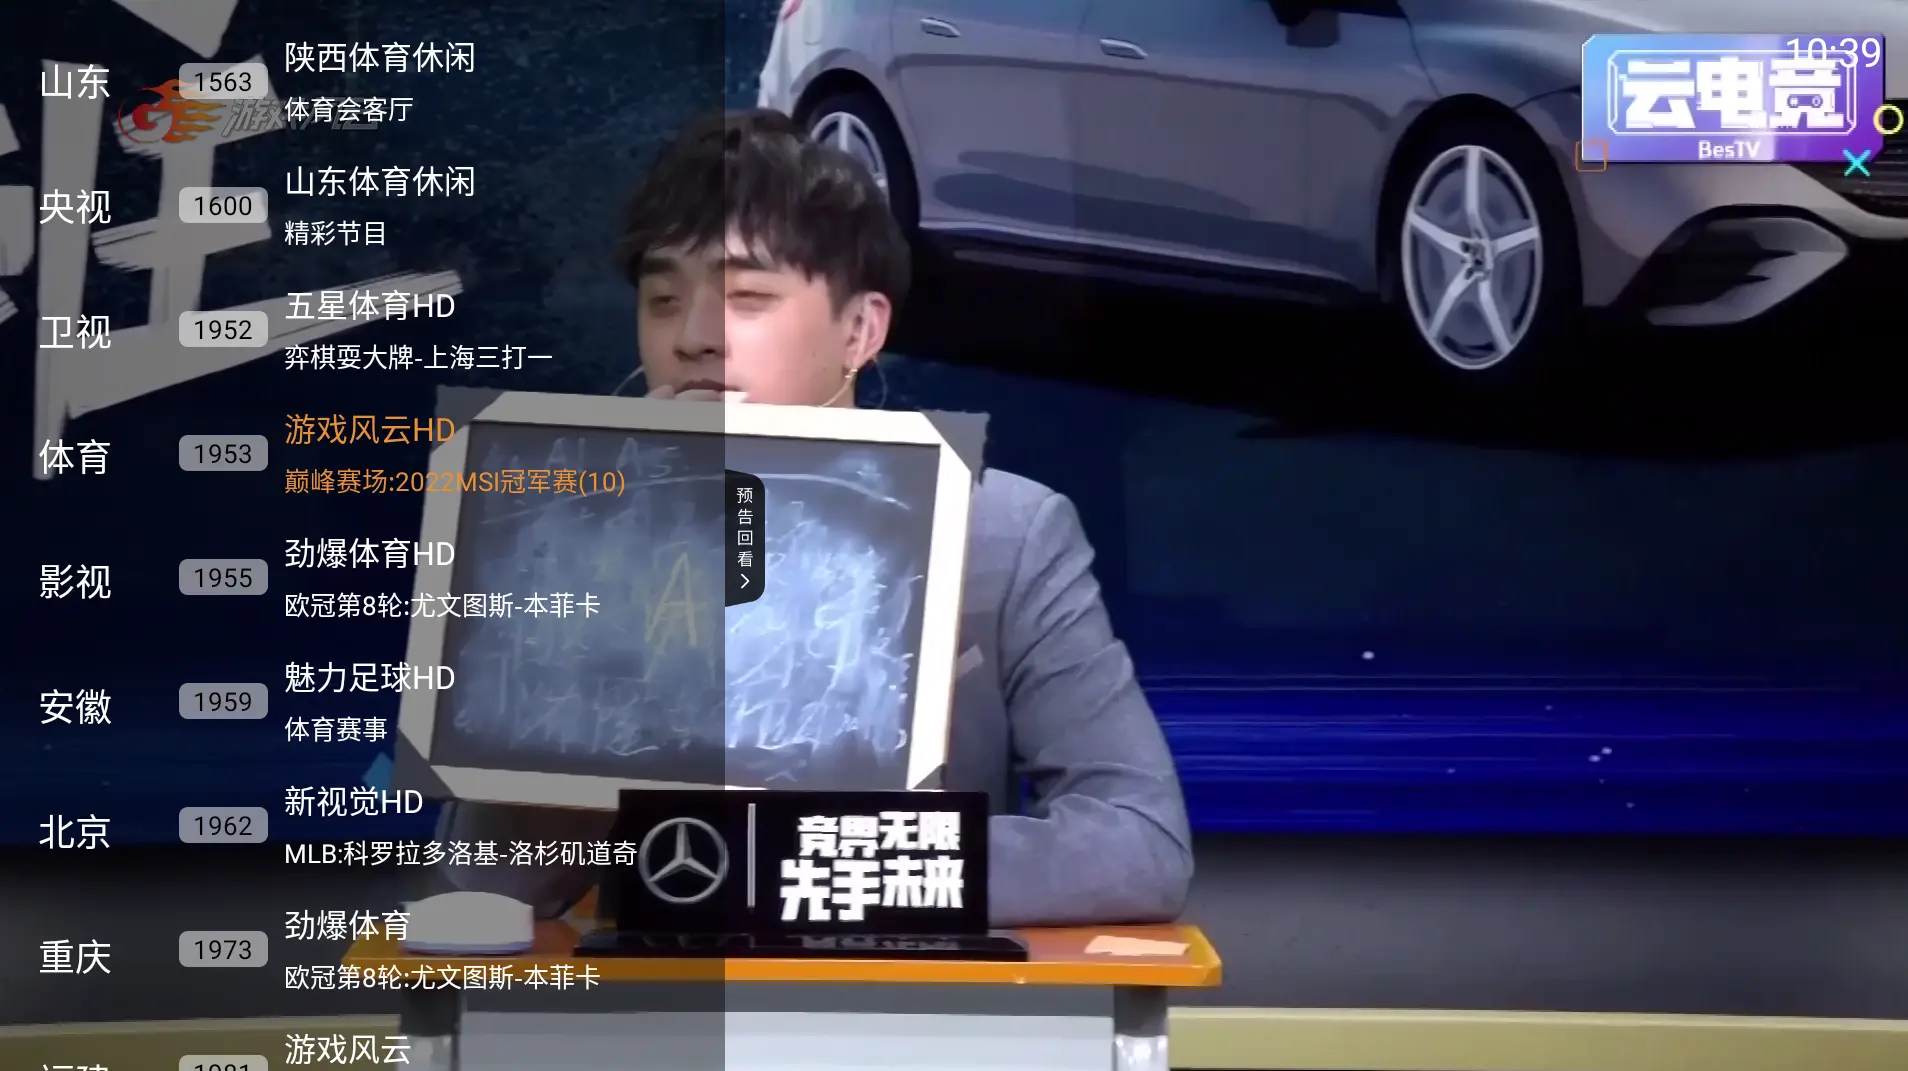 山东
央视
卫视
体育
影视
安徽
北京
重庆
福建
1563
陕西体育休闲
体育会客厅
1600
山东体育休闲
精彩节目
1952
五星体育HD
弈棋耍大牌-上海三打一
1953
游戏风云HD
巅峰赛场:2022MSI冠军赛(10)
1955
劲爆体育HD
欧冠第8轮:尤文图斯-本菲卡
1959
魅力足球HD
体育赛事
1962
新视觉HD
MLB:科罗拉多洛基-洛杉矶道奇
1973
劲爆体育
欧冠第8轮:尤文图斯-本菲卡
1981
游戏风云
预告回看
10:39
云电竞
BesTV
竞界无限
先手未来